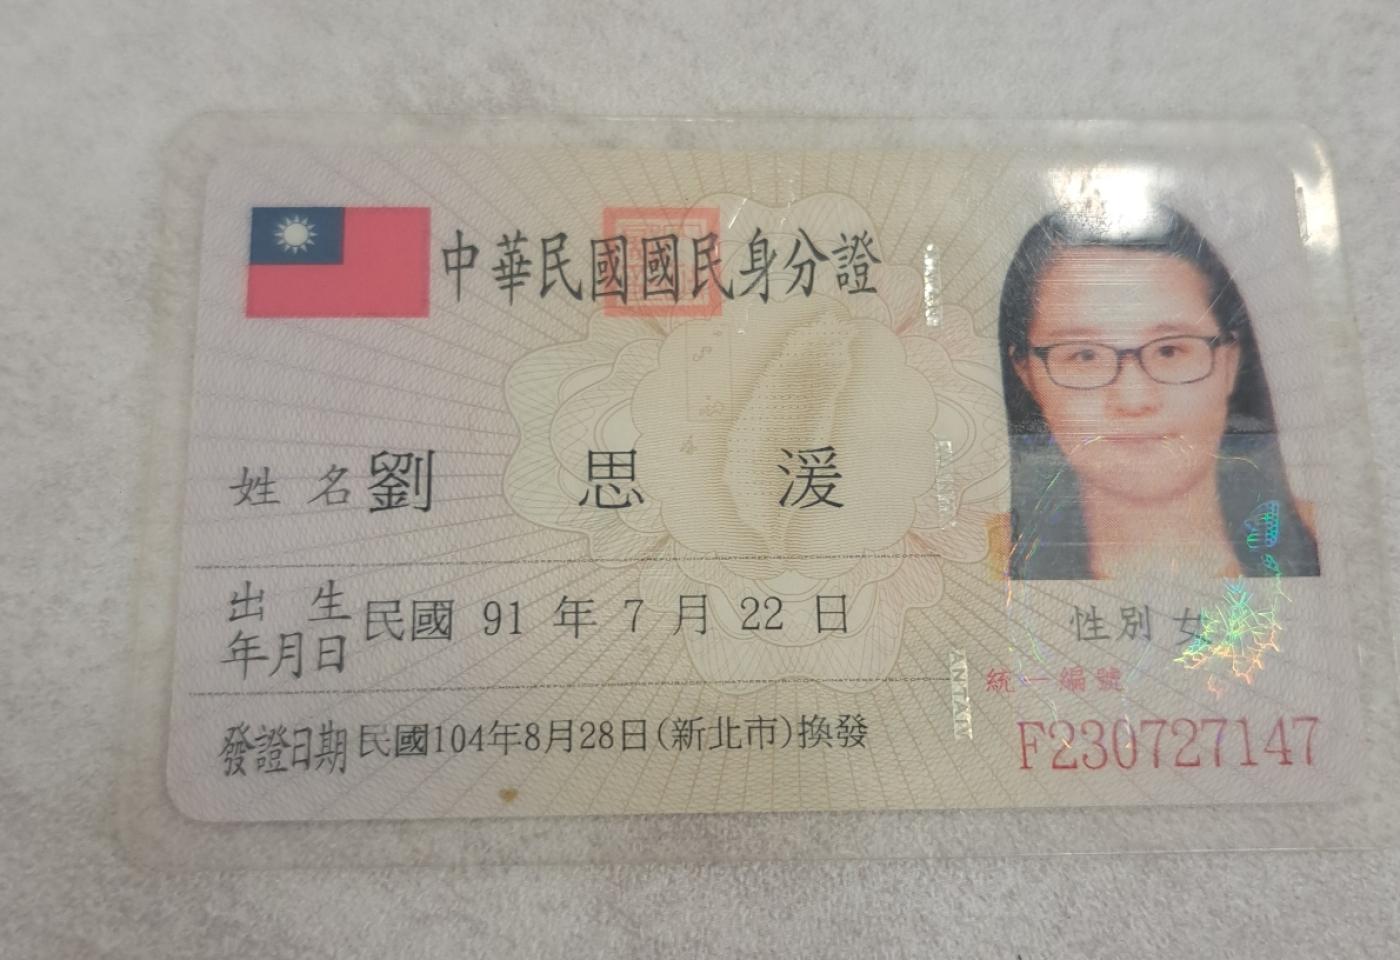 中華民國國民身分證
姓名 劉思湲
出生年月日 民國 91 年 7 月 22 日
性別 女
發證日期 民國104年8月28日(新北市)換發
統一編號
F230727147